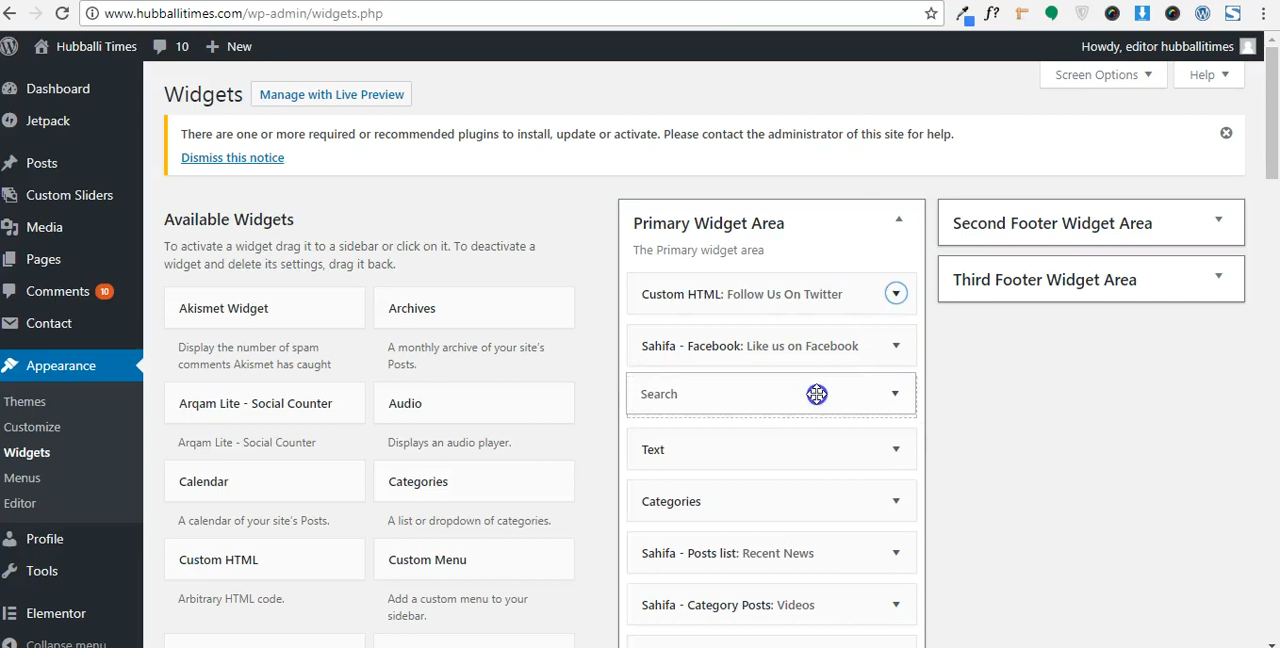 www.hubballitimes.com/wp-admin/widgets.php
f?
Hubballi Times 10 New
Howdy, editor hubballitimes
Screen Options
Help
Dashboard
Jetpack
Posts
Custom Sliders
Media
Pages
Comments 10
Contact
Appearance
Themes
Customize
Widgets
Menus
Editor
Profile
Tools
Elementor
Collapse menu
Widgets
Manage with Live Preview
There are one or more required or recommended plugins to install, update or activate. Please contact the administrator of this site for help.
Dismiss this notice
Available Widgets
To activate a widget drag it to a sidebar or click on it. To deactivate a
widget and delete its settings, drag it back.
Akismet Widget
Display the number of spam
comments Akismet has caught
Archives
A monthly archive of your site's
Posts.
Arqam Lite - Social Counter
Arqam Lite - Social Counter
Audio
Displays an audio player.
Calendar
A calendar of your site's Posts.
Categories
A list or dropdown of categories.
Custom HTML
Arbitrary HTML code.
Custom Menu
Add a custom menu to your
sidebar.
Primary Widget Area
The Primary widget area
Custom HTML: Follow Us On Twitter
Sahifa - Facebook: Like us on Facebook
Search
Text
Categories
Sahifa - Posts list: Recent News
Sahifa - Category Posts: Videos
Second Footer Widget Area
Third Footer Widget Area